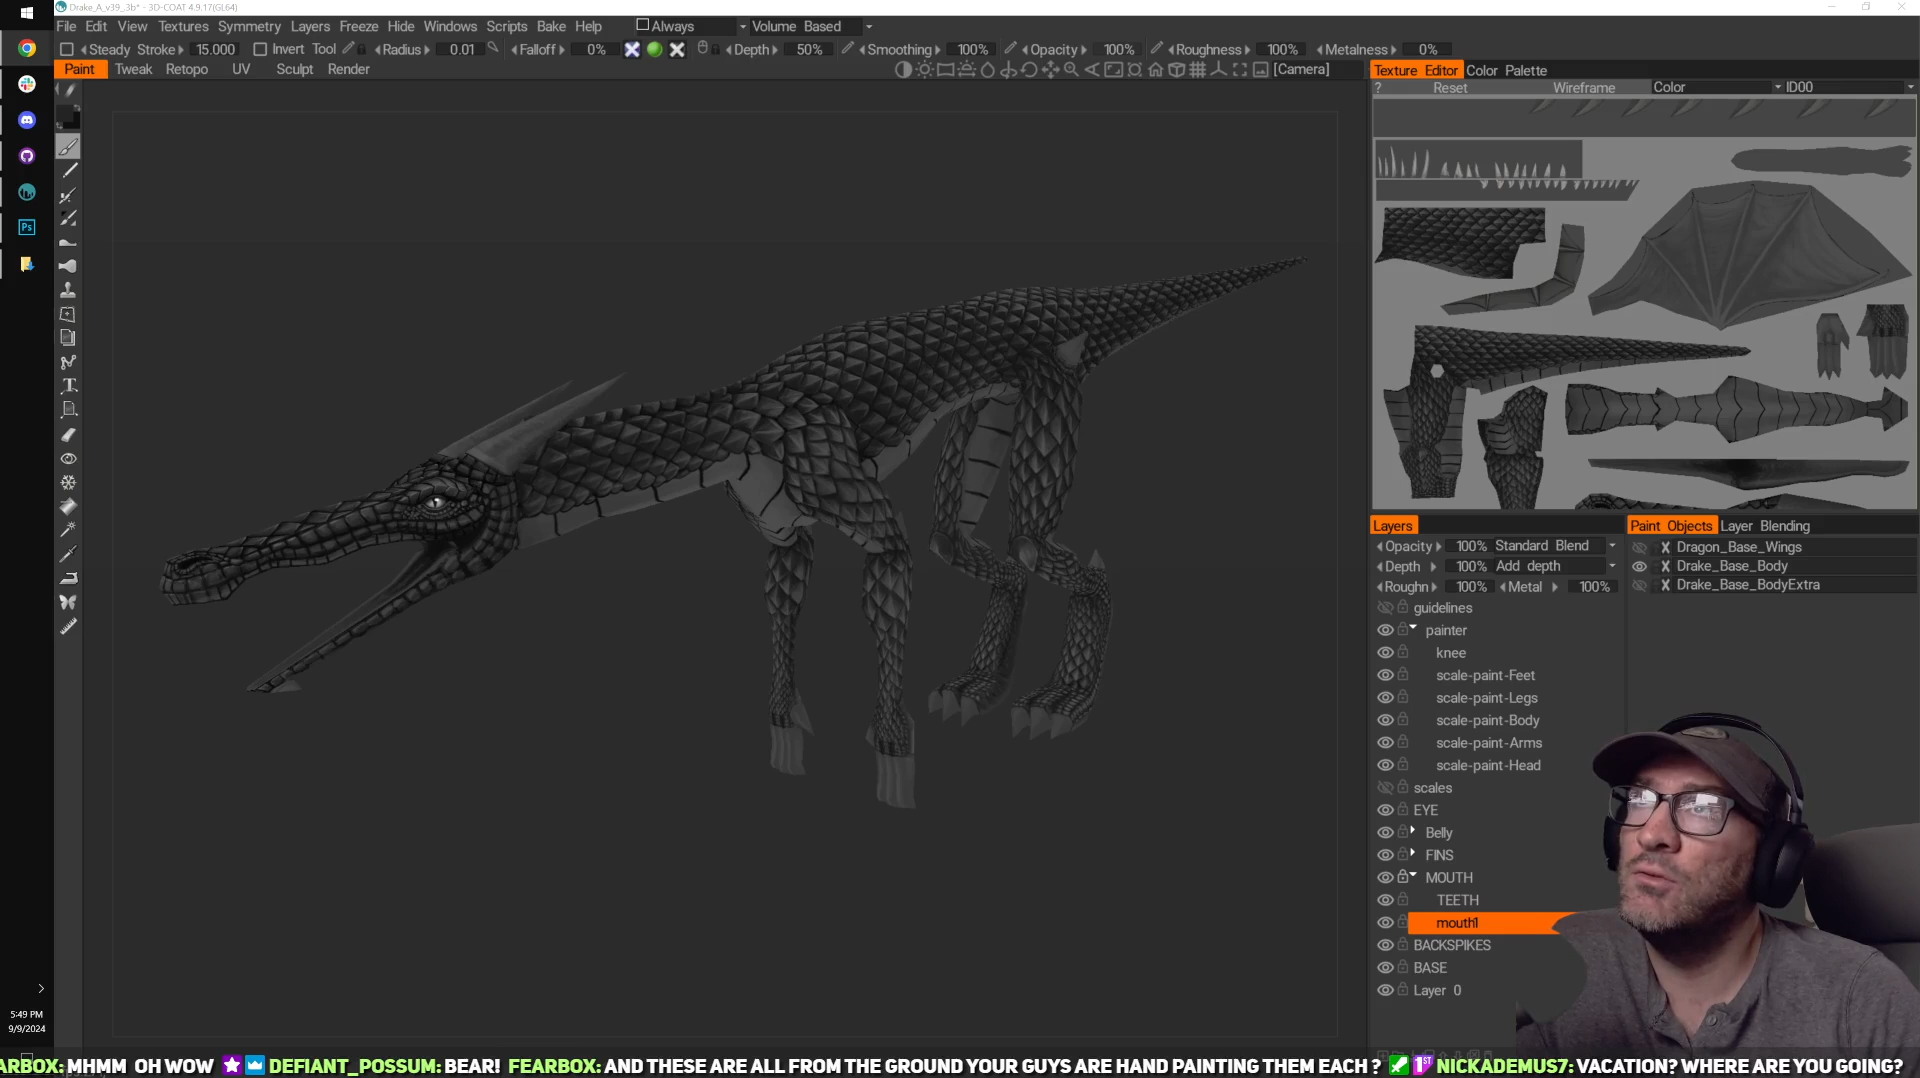 Drake_A_v39_.3b* - 3D-COAT 4.9.17(GL64)
File Edit View Textures Symmetry Layers Freeze Hide Windows Scripts Bake Help Always Volume Based
Steady Stroke 15.000 Invert Tool Radius 0.01 Falloff 0% Depth 50% Smoothing 100% Opacity 100% Roughness 100% Metalness 0%
Paint Tweak Retopo UV Sculpt Render [Camera]
Texture Editor Color Palette
? Reset Wireframe Color ID00
Ps
Layers
Opacity 100% Standard Blend
Depth 100% Add depth
Roughn 100% Metal 100%
guidelines
painter
knee
scale-paint-Feet
scale-paint-Legs
scale-paint-Body
scale-paint-Arms
scale-paint-Head
scales
EYE
Belly
FINS
MOUTH
TEETH
mouth1
BACKSPIKES
BASE
Layer 0
Paint Objects Layer Blending
Dragon_Base_Wings
Drake_Base_Body
Drake_Base_BodyExtra
5:49 PM
9/9/2024
ARBOX: MHMM OH WOW DEFIANT_POSSUM: BEAR! FEARBOX: AND THESE ARE ALL FROM THE GROUND YOUR GUYS ARE HAND PAINTING THEM EACH ? 1ST NICKADEMUS7: VACATION? WHERE ARE YOU GOING?